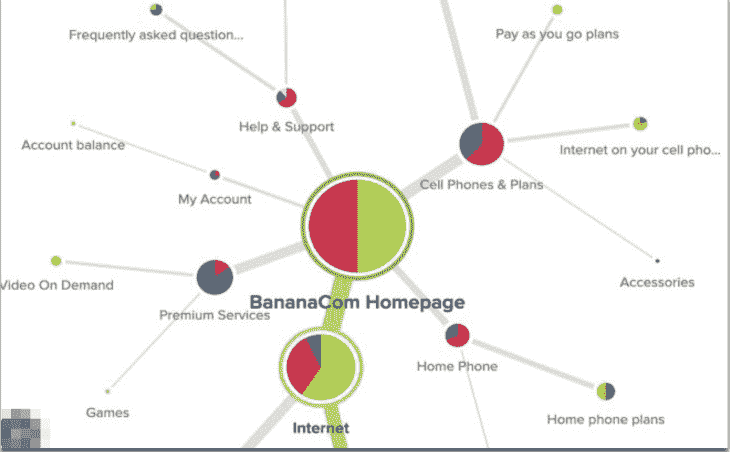 Frequently asked question...
Pay as you go plans
Help & Support
Account balance
Internet on your cell pho...
My Account
Cell Phones & Plans
Video On Demand
Accessories
BananaCom Homepage
Premium Services
Home Phone
Games
Home phone plans
Internet